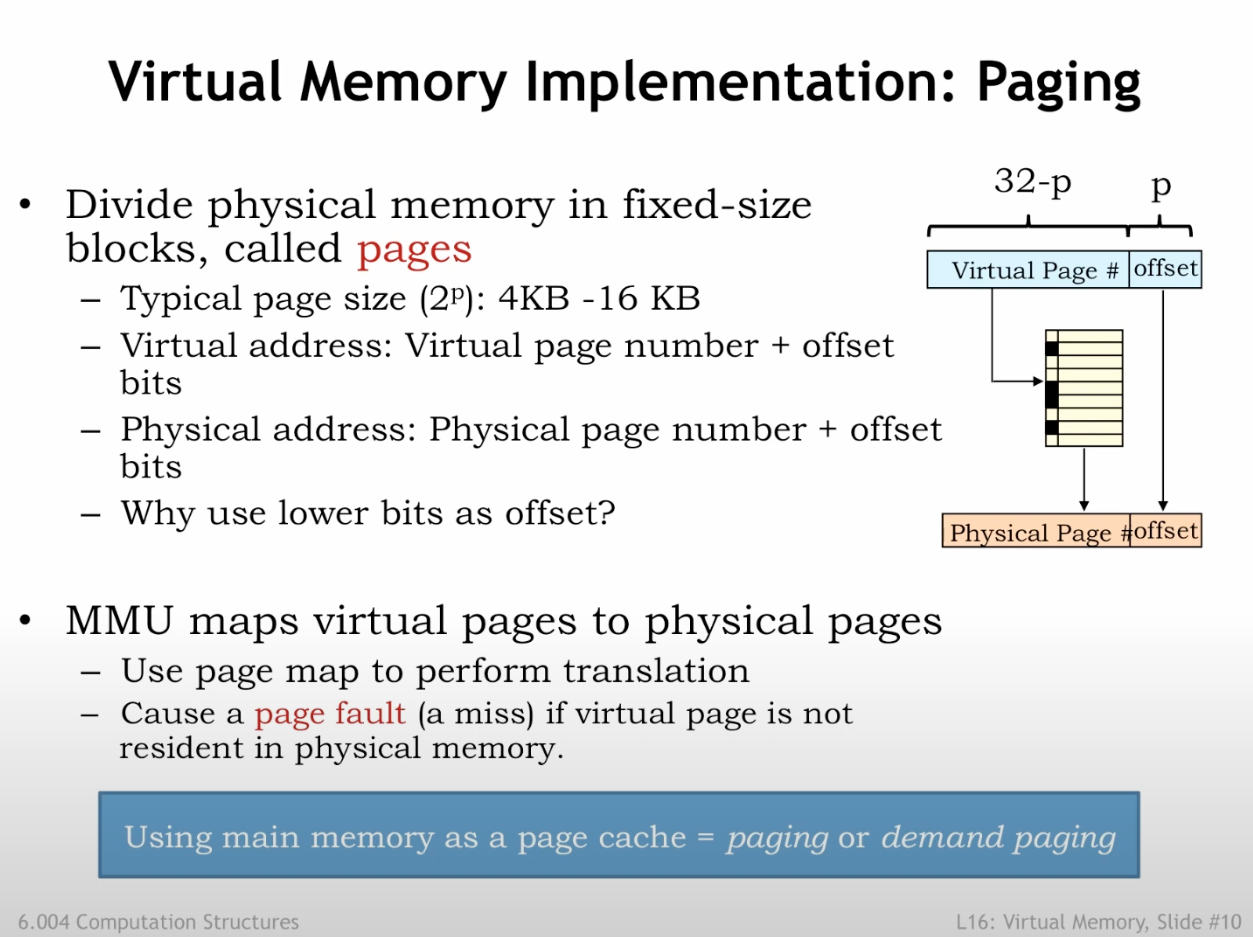 Virtual Memory Implementation: Paging
• Divide physical memory in fixed-size
blocks, called pages
– Typical page size (2ᵖ): 4KB -16 KB
– Virtual address: Virtual page number + offset
bits
– Physical address: Physical page number + offset
bits
– Why use lower bits as offset?
32-p
p
Virtual Page #
offset
Physical Page #
offset
• MMU maps virtual pages to physical pages
– Use page map to perform translation
– Cause a page fault (a miss) if virtual page is not
resident in physical memory.
Using main memory as a page cache = paging or demand paging
6.004 Computation Structures
L16: Virtual Memory, Slide #10